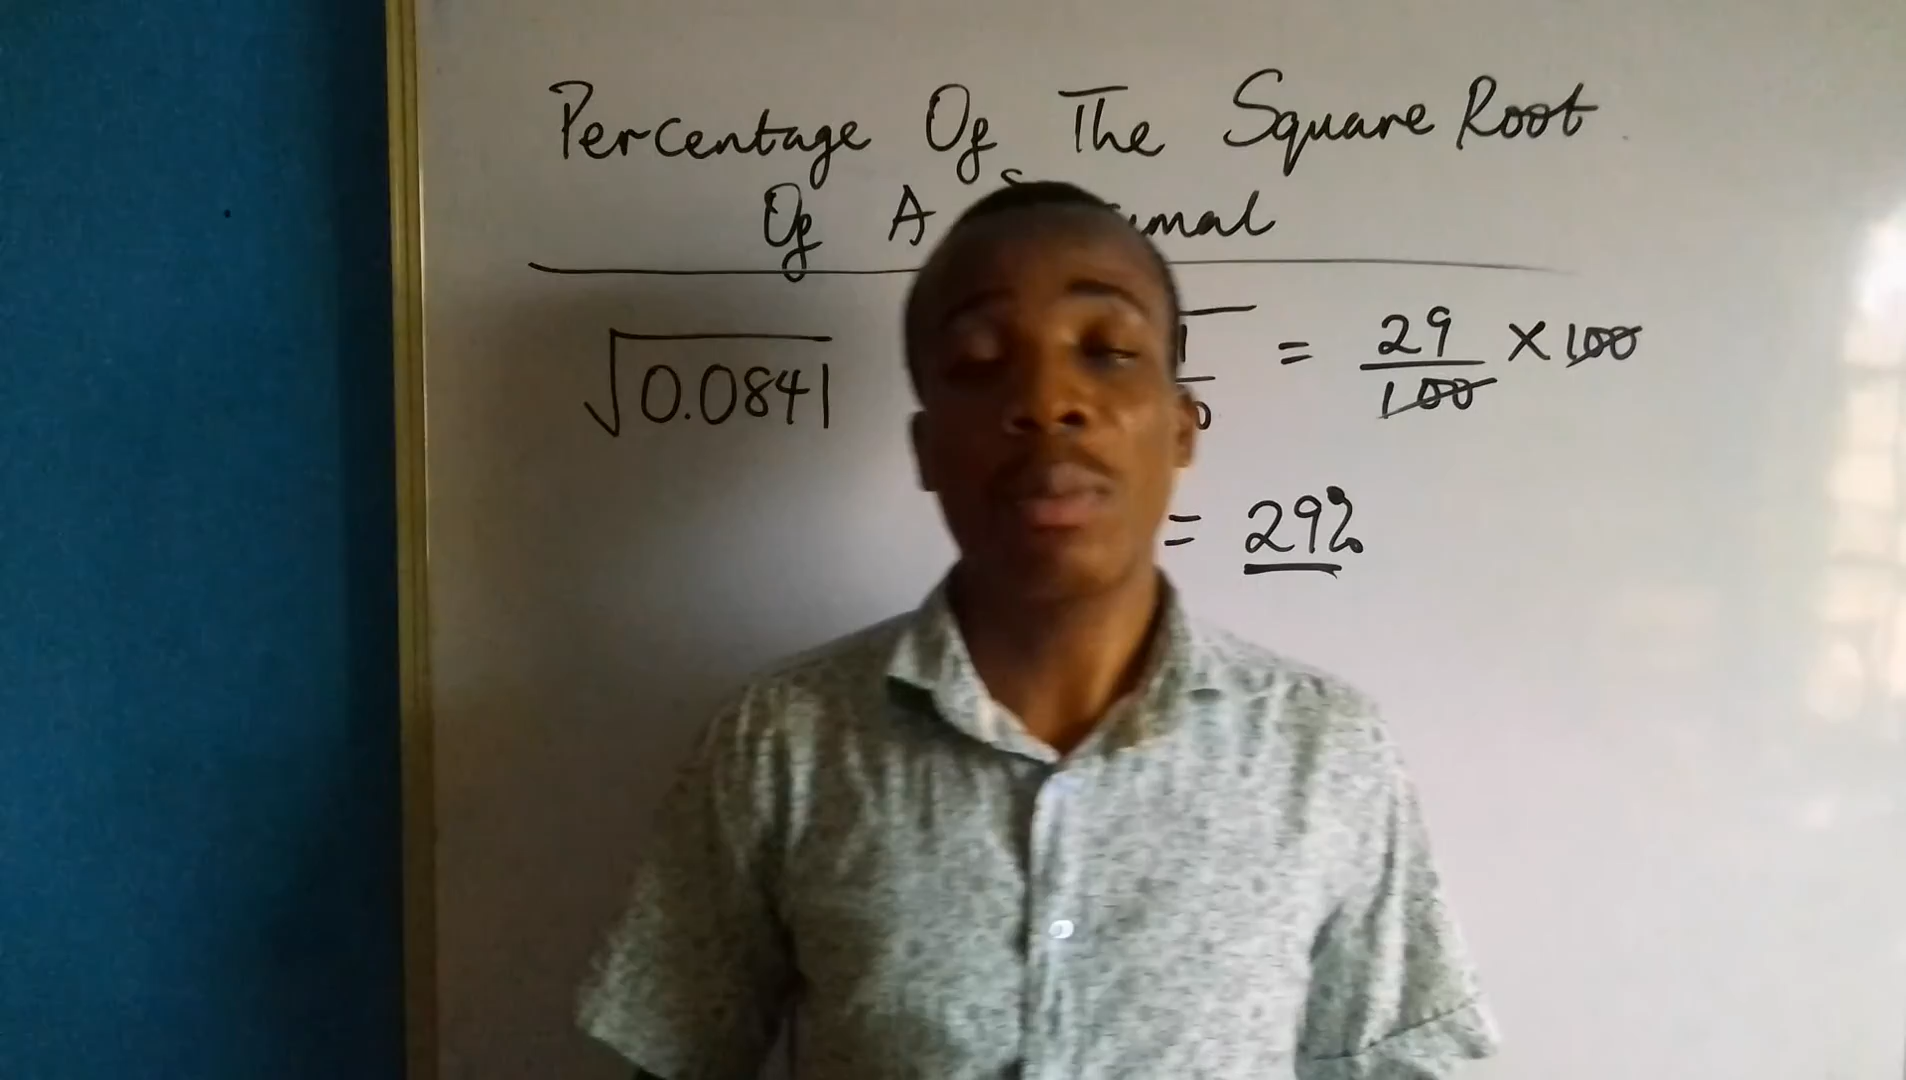 Percentage Of The Square Root
Of A
√0.0841 = 29/100 × 100
= 29%